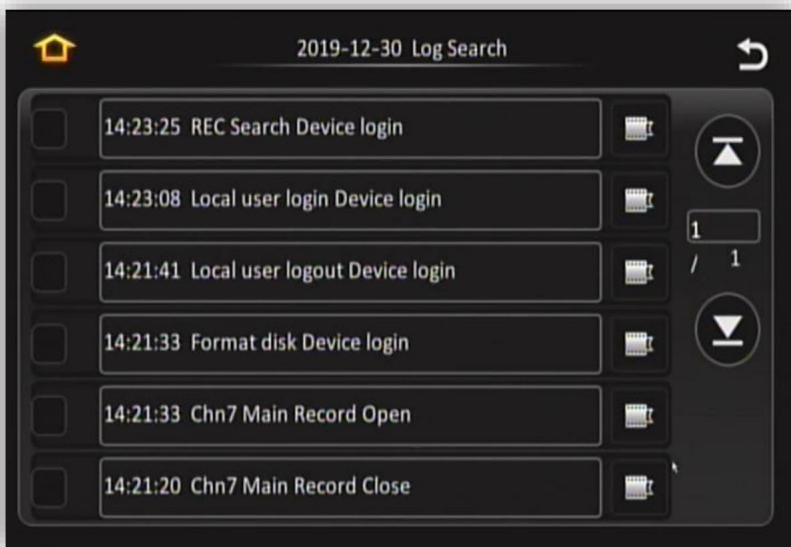 2019-12-30 Log Search
14:23:25 REC Search Device login
14:23:08 Local user login Device login
14:21:41 Local user logout Device login
14:21:33 Format disk Device login
14:21:33 Chn7 Main Record Open
14:21:20 Chn7 Main Record Close
1
/ 1